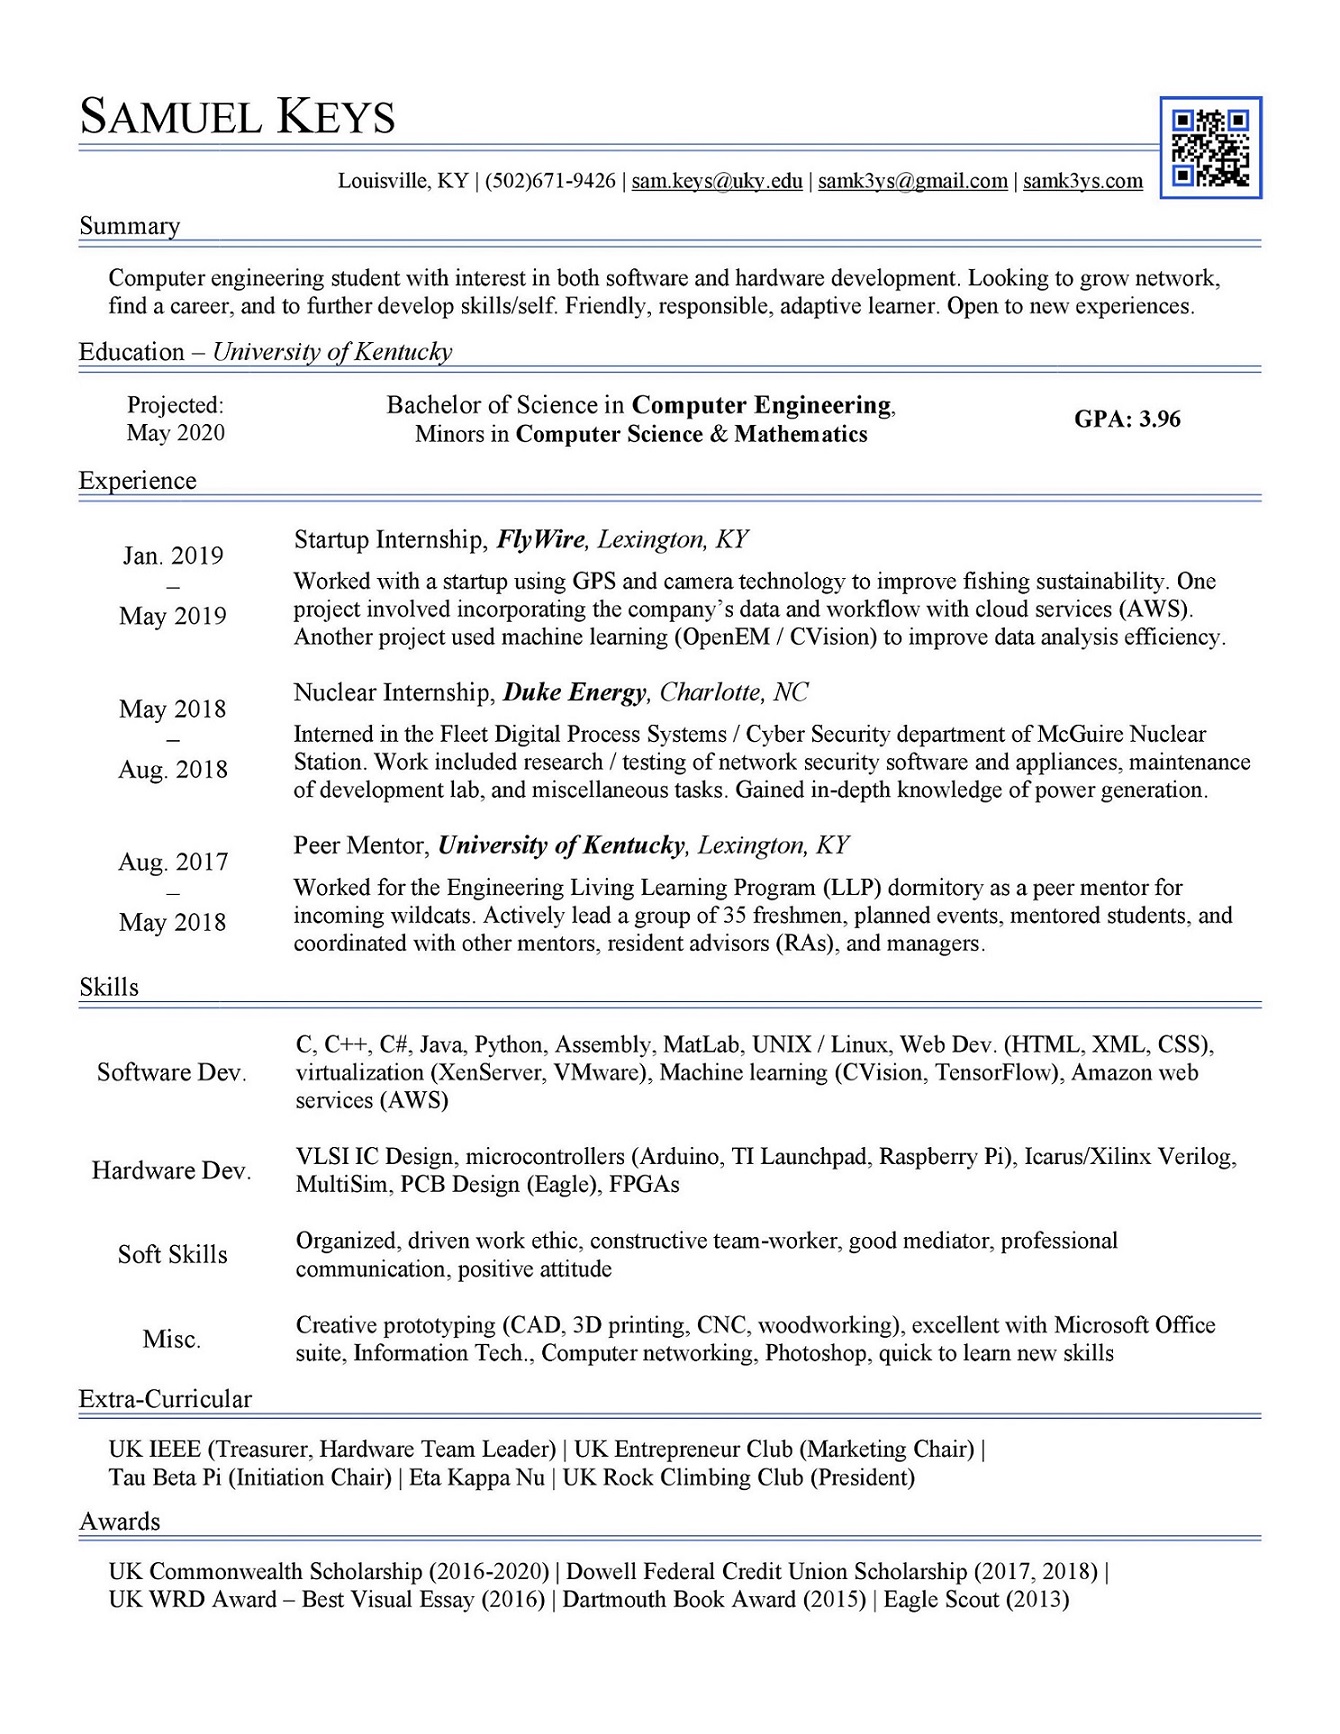 SAMUEL KEYS
Louisville, KY | (502)671-9426 | sam.keys@uky.edu | samk3ys@gmail.com | samk3ys.com
Summary
Computer engineering student with interest in both software and hardware development. Looking to grow network,
find a career, and to further develop skills/self. Friendly, responsible, adaptive learner. Open to new experiences.
Education – University of Kentucky
Projected:
May 2020
Bachelor of Science in Computer Engineering,
Minors in Computer Science & Mathematics
GPA: 3.96
Experience
Jan. 2019
–
May 2019
Startup Internship, FlyWire, Lexington, KY
Worked with a startup using GPS and camera technology to improve fishing sustainability. One
project involved incorporating the company’s data and workflow with cloud services (AWS).
Another project used machine learning (OpenEM / CVision) to improve data analysis efficiency.
May 2018
–
Aug. 2018
Nuclear Internship, Duke Energy, Charlotte, NC
Interned in the Fleet Digital Process Systems / Cyber Security department of McGuire Nuclear
Station. Work included research / testing of network security software and appliances, maintenance
of development lab, and miscellaneous tasks. Gained in-depth knowledge of power generation.
Aug. 2017
–
May 2018
Peer Mentor, University of Kentucky, Lexington, KY
Worked for the Engineering Living Learning Program (LLP) dormitory as a peer mentor for
incoming wildcats. Actively lead a group of 35 freshmen, planned events, mentored students, and
coordinated with other mentors, resident advisors (RAs), and managers.
Skills
Software Dev.
C, C++, C#, Java, Python, Assembly, MatLab, UNIX / Linux, Web Dev. (HTML, XML, CSS),
virtualization (XenServer, VMware), Machine learning (CVision, TensorFlow), Amazon web
services (AWS)
Hardware Dev.
VLSI IC Design, microcontrollers (Arduino, TI Launchpad, Raspberry Pi), Icarus/Xilinx Verilog,
MultiSim, PCB Design (Eagle), FPGAs
Soft Skills
Organized, driven work ethic, constructive team-worker, good mediator, professional
communication, positive attitude
Misc.
Creative prototyping (CAD, 3D printing, CNC, woodworking), excellent with Microsoft Office
suite, Information Tech., Computer networking, Photoshop, quick to learn new skills
Extra-Curricular
UK IEEE (Treasurer, Hardware Team Leader) | UK Entrepreneur Club (Marketing Chair) |
Tau Beta Pi (Initiation Chair) | Eta Kappa Nu | UK Rock Climbing Club (President)
Awards
UK Commonwealth Scholarship (2016-2020) | Dowell Federal Credit Union Scholarship (2017, 2018) |
UK WRD Award – Best Visual Essay (2016) | Dartmouth Book Award (2015) | Eagle Scout (2013)